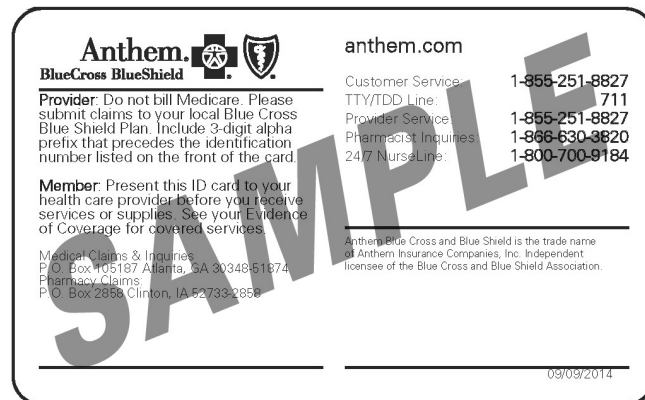 Anthem.
BlueCross BlueShield
Provider: Do not bill Medicare. Please
submit claims to your local Blue Cross
Blue Shield Plan. Include 3-digit alpha
prefix that precedes the identification
number listed on the front of the card.
Member: Present this ID card to your
health care provider before you receive
services or supplies. See your Evidence
of Coverage for covered services.
Medical Claims & Inquiries
P.O. Box 105187 Atlanta, GA 30348-51874
Pharmacy Claims:
P.O. Box 2858 Clinton, IA 52733-2858
anthem.com
Customer Service: 1-855-251-8827
TTY/TDD Line: 711
Provider Service: 1-855-251-8827
Pharmacist Inquiries: 1-866-630-3820
24/7 NurseLine: 1-800-700-9184
Anthem Blue Cross and Blue Shield is the trade name
of Anthem Insurance Companies, Inc. Independent
licensee of the Blue Cross and Blue Shield Association.
09/09/2014
SAMPLE